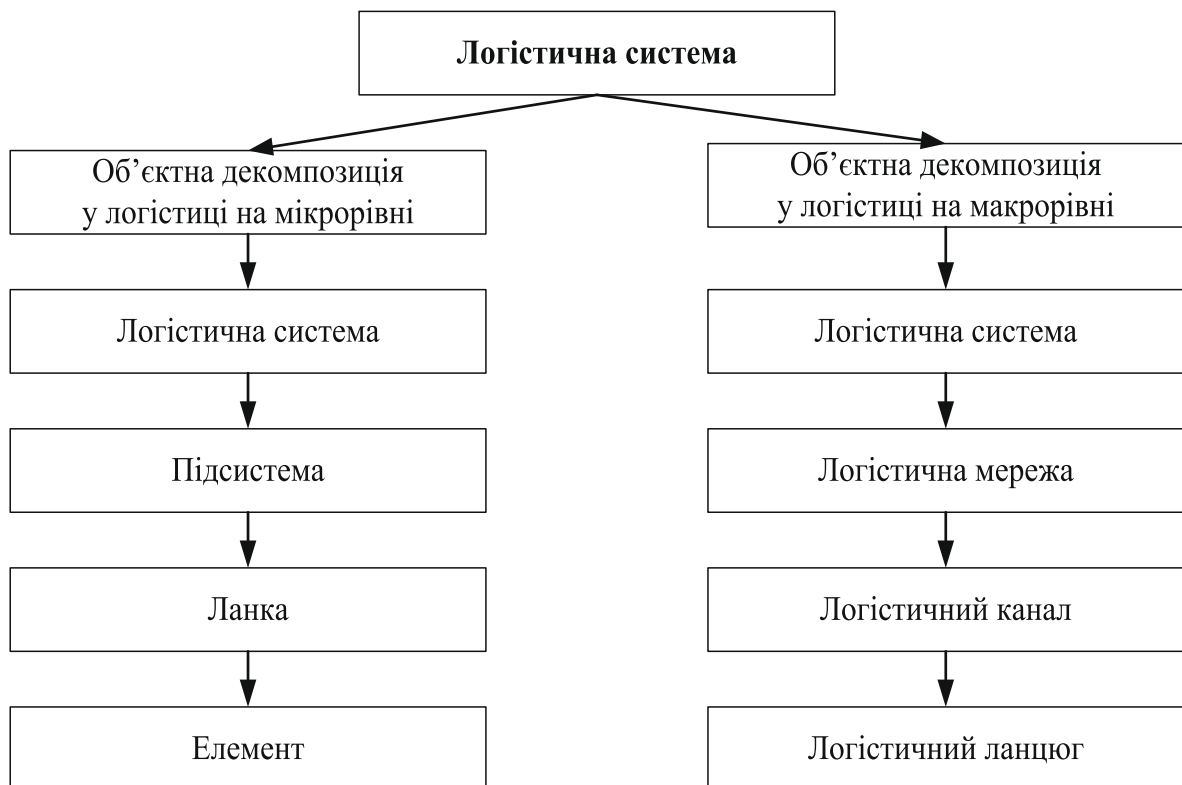 Логістична система
Об’єктна декомпозиція
у логістиці на мікрорівні
Об’єктна декомпозиція
у логістиці на макрорівні
Логістична система
Логістична система
Підсистема
Логістична мережа
Ланка
Логістичний канал
Елемент
Логістичний ланцюг